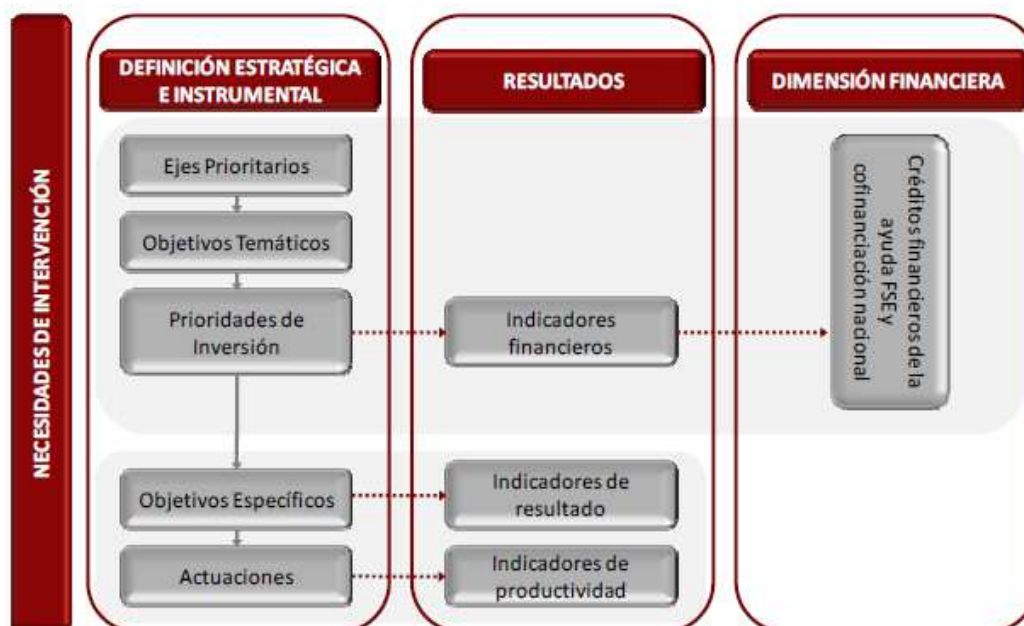 NECESIDADES DE INTERVENCIÓN
DEFINICIÓN ESTRATÉGICA
E INSTRUMENTAL
RESULTADOS
DIMENSIÓN FINANCIERA
Ejes Prioritarios
Objetivos Temáticos
Prioridades de
Inversión
Indicadores
financieros
Créditos financieros de la
ayuda FSE y
cofinanciación nacional
Objetivos Específicos
Indicadores de
resultado
Actuaciones
Indicadores de
productividad